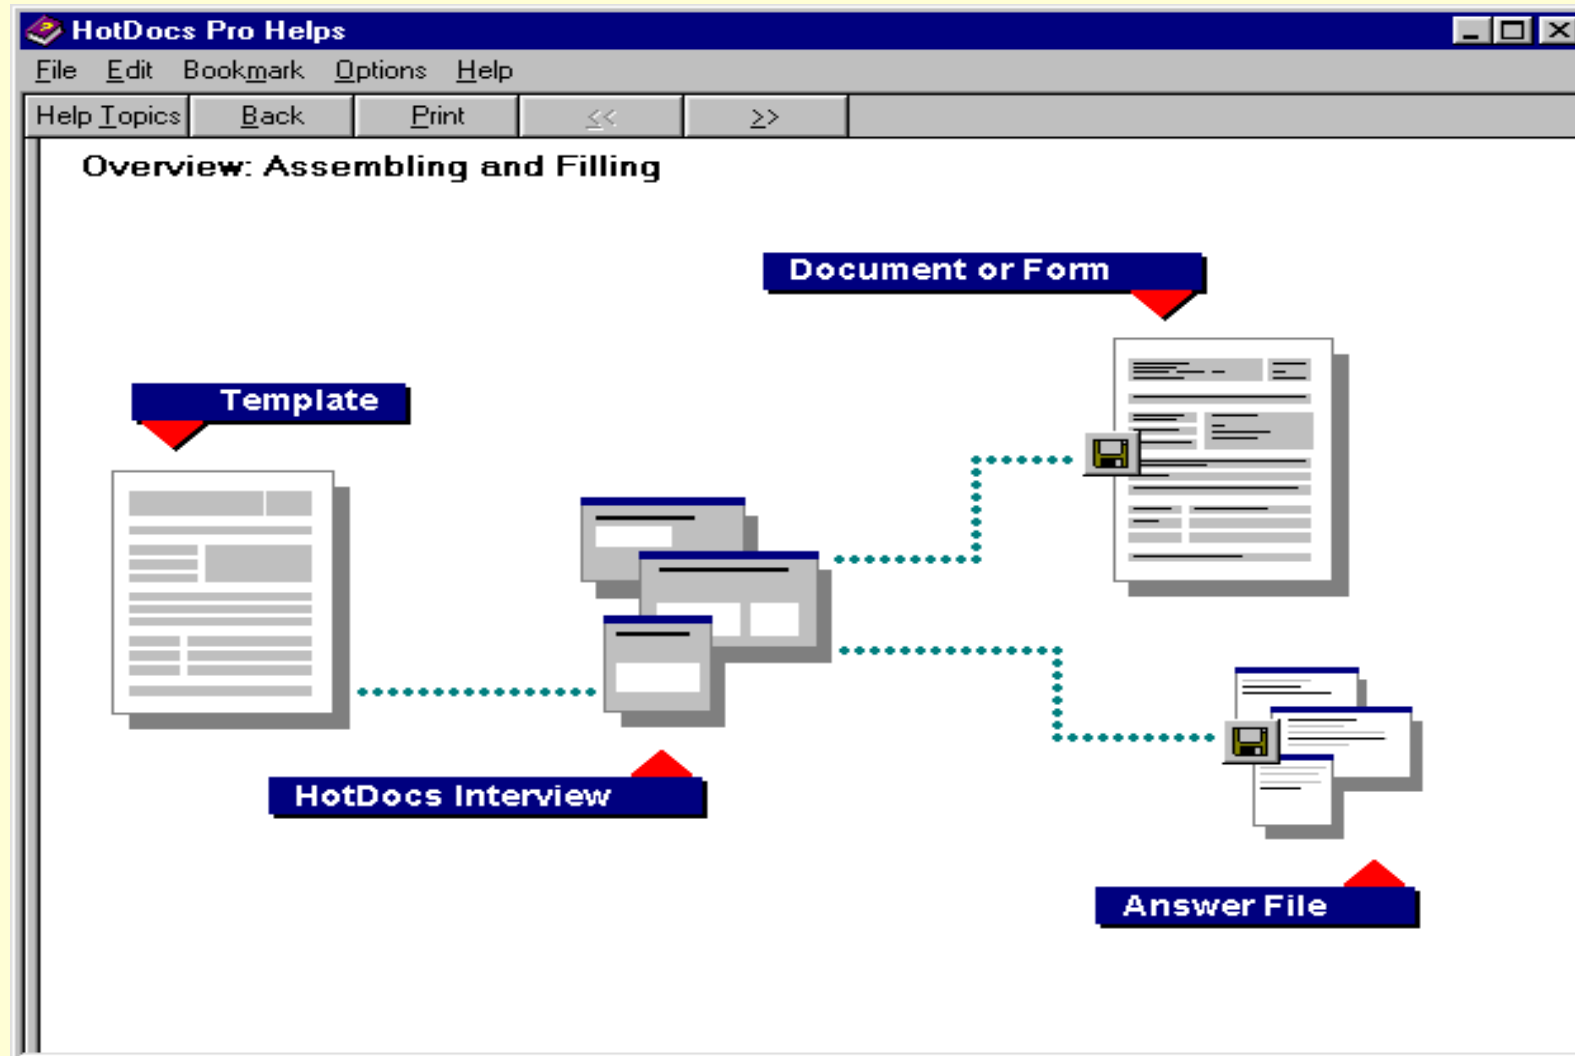 HotDocs Pro Helps
File Edit Bookmark Options Help
Help Topics Back Print << >>
Overview: Assembling and Filling
Document or Form
Template
HotDocs Interview
Answer File